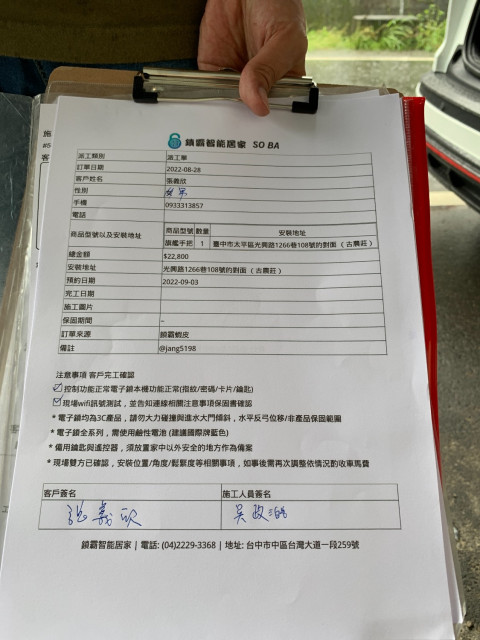 施
#5
客
鎖霸智能居家 SO BA
派工類別 派工單
訂單日期 2022-08-28
客戶姓名 張義欣
性別
手機 0933313857
電話
商品型號以及安裝地址 商品型號 數量 安裝地址
旗艦手把 1 臺中市太平區光興路1266巷108號的對面 (古農莊)
總金額 $22,800
安裝地址 光興路1266巷108號的對面 (古農莊)
預約日期 2022-09-03
完工日期
施工圖片
保固期間 –
訂單來源 鎖霸蝦皮
備註 @jang5198
注意事項 客戶完工確認
控制功能正常電子鎖本機功能正常(指紋/密碼/卡片/鑰匙)
現場wifi訊號測試，並告知連線相關注意事項保固書確認
* 電子鎖均為3C產品，請勿大力碰撞與進水大門傾斜，水平反弓位移/非產品保固範圍
* 電子鎖全系列，需使用鹼性電池 (建議國際牌藍色)
* 備用鑰匙與遙控器，須放置家中以外安全的地方作為備案
* 現場雙方已確認，安裝位置/角度/鬆緊度等相關事項，如事後需再次調整依情況酌收車馬費
客戶簽名 施工人員簽名
張義欣 吳政
鎖霸智能居家 | 電話: (04)2229-3368 | 地址: 台中市中區台灣大道一段259號